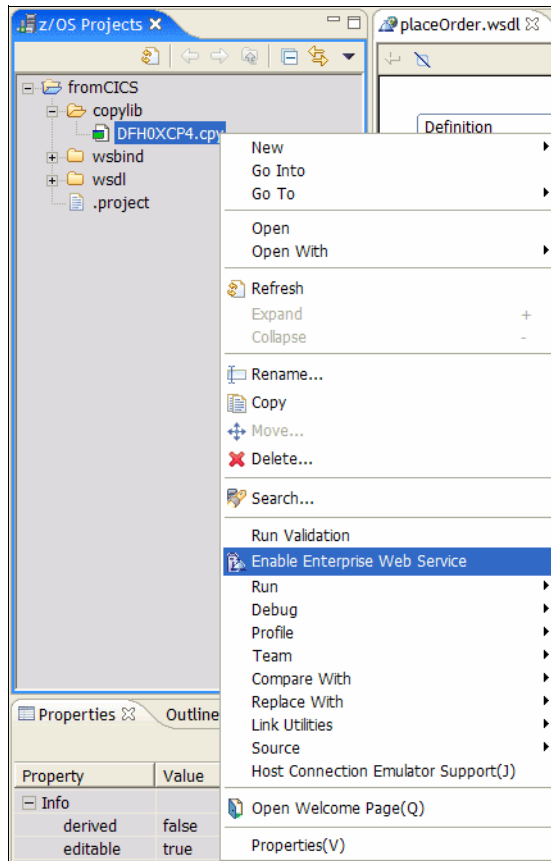 z/OS Projects
placeOrder.wsdl
fromCICS
copylib
DFH0XCP4.cpy
wsbind
wsdl
.project
Definition
New
Go Into
Go To
Open
Open With
Refresh
Expand +
Collapse -
Rename...
Copy
Move...
Delete...
Search...
Run Validation
Enable Enterprise Web Service
Run
Debug
Profile
Team
Compare With
Replace With
Link Utilities
Source
Host Connection Emulator Support(J)
Open Welcome Page(Q)
Properties(V)
Properties Outline
Property Value
Info
derived false
editable true